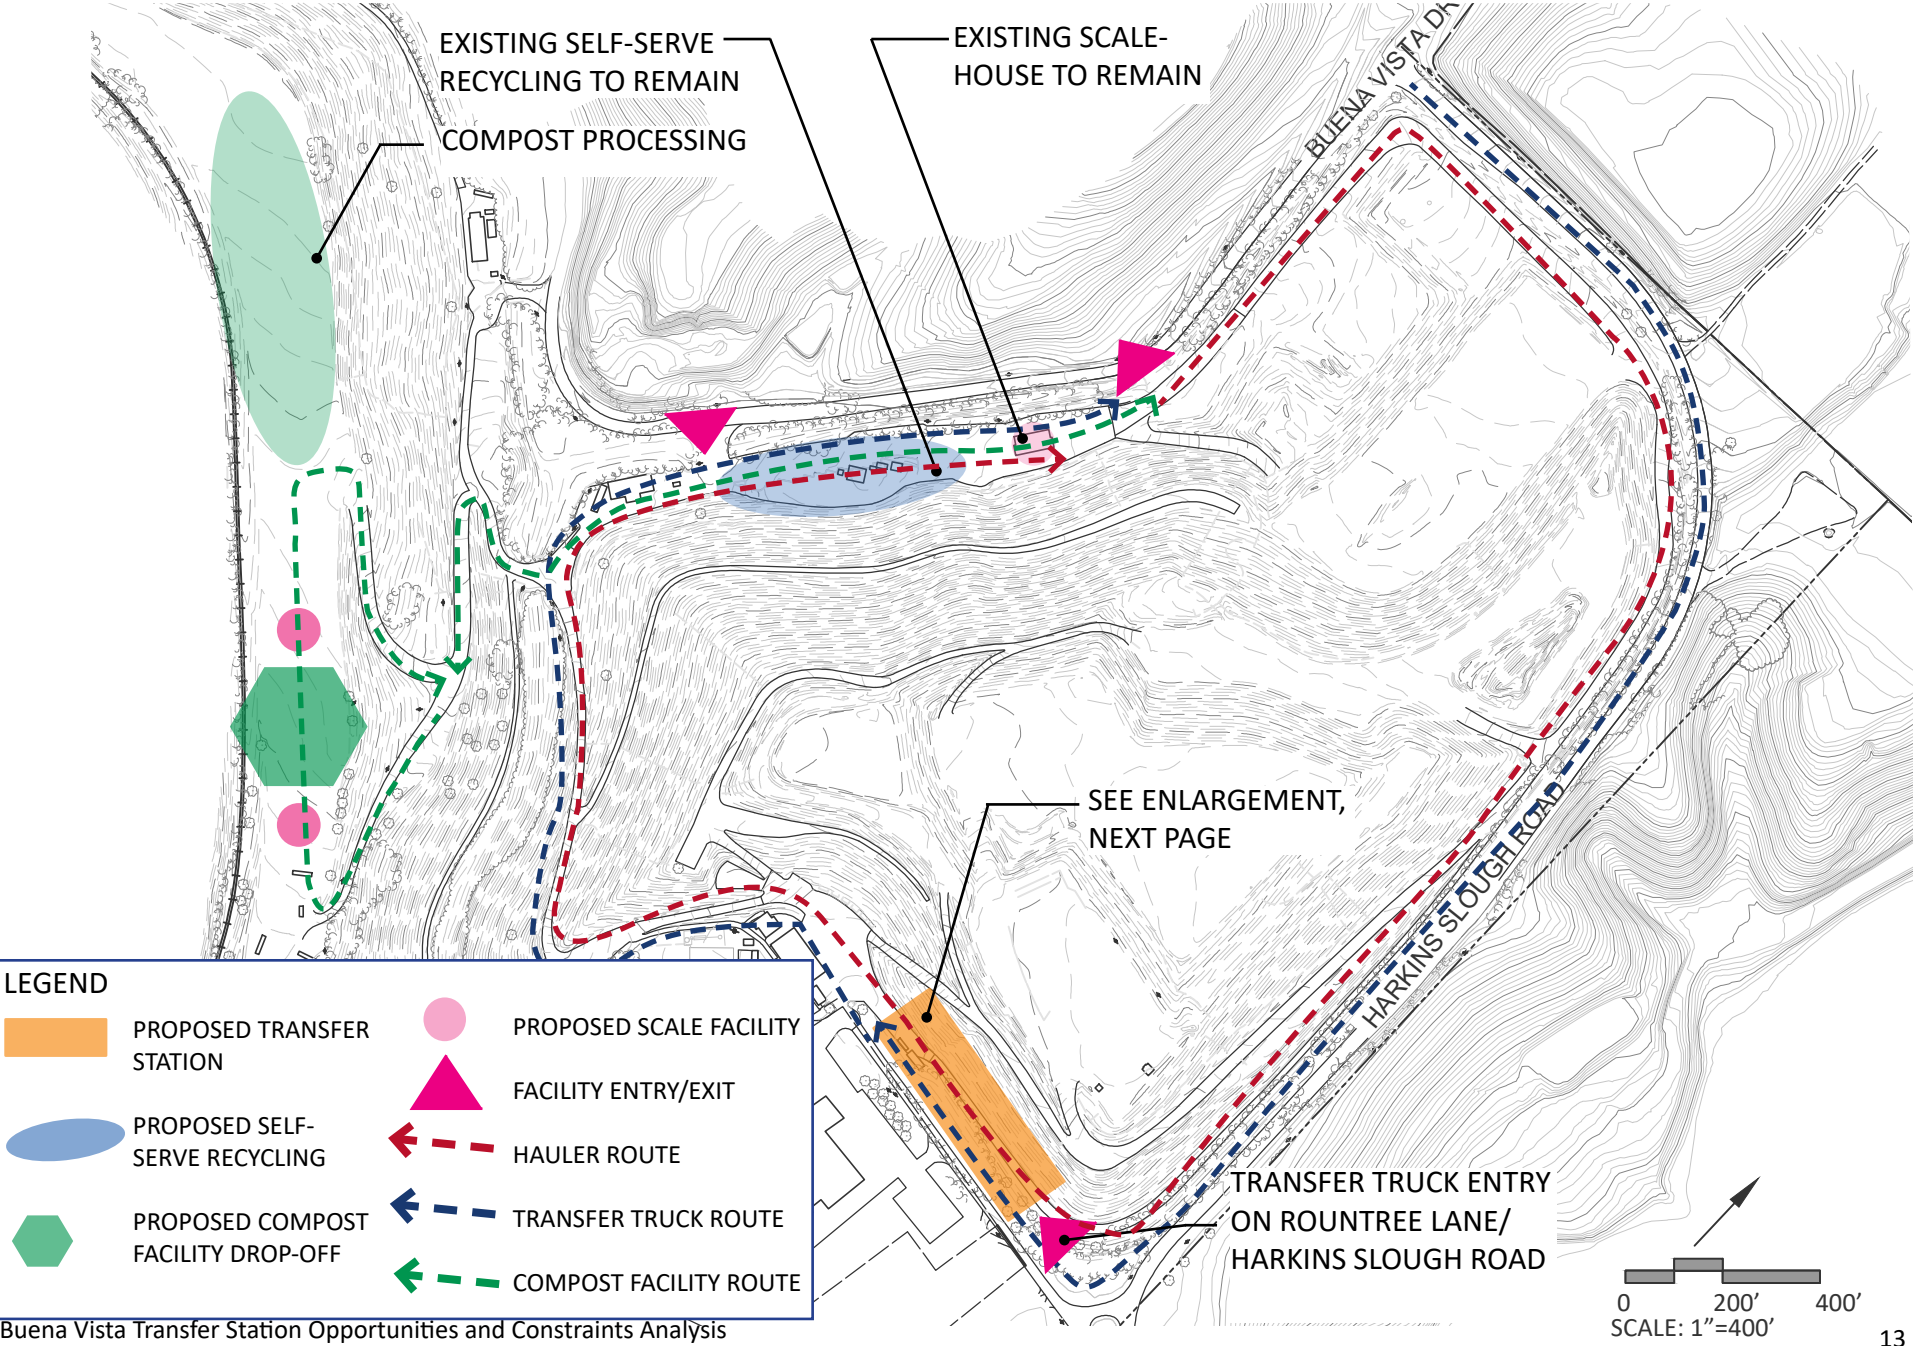 EXISTING SELF-SERVE
RECYCLING TO REMAIN
EXISTING SCALE-
HOUSE TO REMAIN
COMPOST PROCESSING
BUENA VISTA DR
SEE ENLARGEMENT,
NEXT PAGE
HARKINS SLOUGH ROAD
TRANSFER TRUCK ENTRY
ON ROUNTREE LANE/
HARKINS SLOUGH ROAD
LEGEND
PROPOSED TRANSFER
STATION
PROPOSED SELF-
SERVE RECYCLING
PROPOSED COMPOST
FACILITY DROP-OFF
PROPOSED SCALE FACILITY
FACILITY ENTRY/EXIT
HAULER ROUTE
TRANSFER TRUCK ROUTE
COMPOST FACILITY ROUTE
0 200’ 400’
SCALE: 1”=400’
Buena Vista Transfer Station Opportunities and Constraints Analysis
13